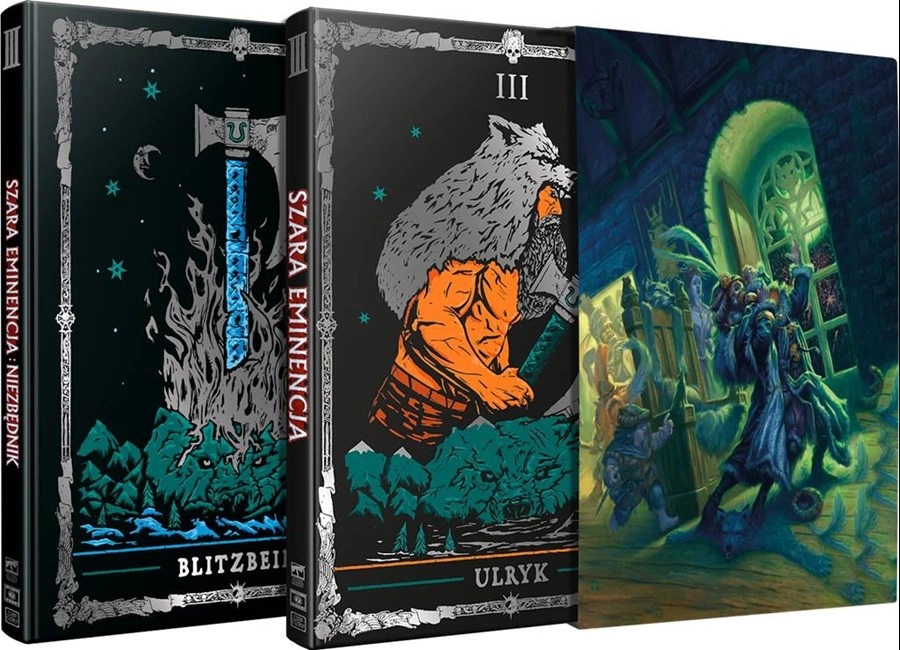 III
SZARA EMINENCJA: NIEZBĘDNIK
BLITZBEI
III
SZARA EMINENCJA
III
ULRYK